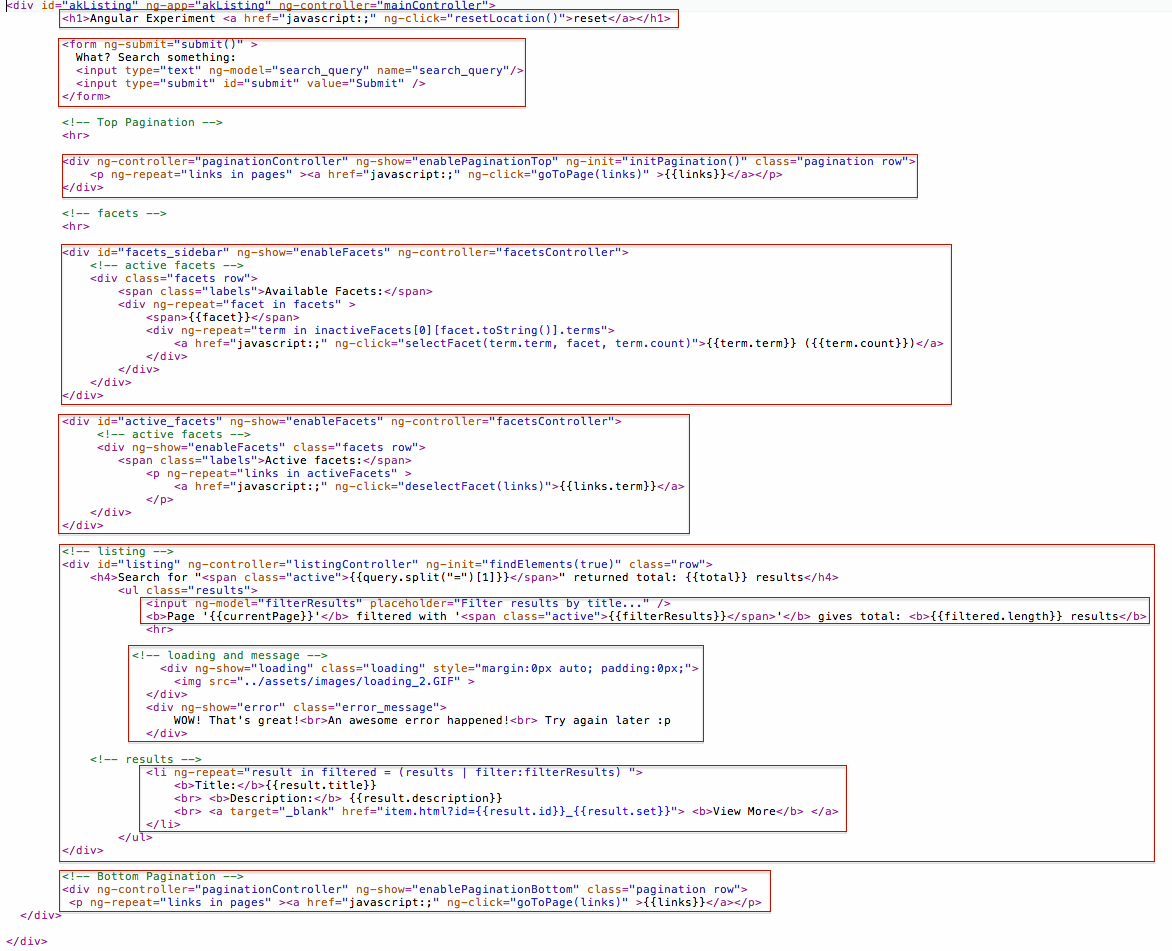 <div id="akListing" ng-app="akListing" ng-controller="mainController">
<h1>Angular Experiment <a href="javascript:;" ng-click="resetLocation()">reset</a></h1>
<form ng-submit="submit()" >
What? Search something:
<input type="text" ng-model="search_query" name="search_query"/>
<input type="submit" id="submit" value="Submit" />
</form>
<!-- Top Pagination -->
<hr>
<div ng-controller="paginationController" ng-show="enablePaginationTop" ng-init="initPagination()" class="pagination row">
<p ng-repeat="links in pages" ><a href="javascript:;" ng-click="goToPage(links)" >{{links}}</a></p>
</div>
<!-- facets -->
<hr>
<div id="facets_sidebar" ng-show="enableFacets" ng-controller="facetsController">
<!-- active facets -->
<div class="facets row">
<span class="labels">Available Facets:</span>
<div ng-repeat="facet in facets" >
<span>{{facet}}</span>
<div ng-repeat="term in inactiveFacets[0][facet.toString()].terms">
<a href="javascript:;" ng-click="selectFacet(term.term, facet, term.count)">{{term.term}} ({{term.count}})</a>
</div>
</div>
</div>
</div>
<div id="active_facets" ng-show="enableFacets" ng-controller="facetsController">
<!-- active facets -->
<div ng-show="enableFacets" class="facets row">
<span class="labels">Active facets:</span>
<p ng-repeat="links in activeFacets" >
<a href="javascript:;" ng-click="deselectFacet(links)">{{links.term}}</a>
</p>
</div>
</div>
<!-- listing -->
<div id="listing" ng-controller="listingController" ng-init="findElements(true)" class="row">
<h4>Search for "<span class="active">{{query.split("=")[1]}}</span>" returned total: {{total}} results</h4>
<ul class="results">
<input ng-model="filterResults" placeholder="Filter results by title..." />
<b>Page '{{currentPage}}'</b> filtered with '<span class="active">{{filterResults}}</span>'</b> gives total: <b>{{filtered.length}} results</b>
<hr>
<!-- loading and message -->
<div ng-show="loading" class="loading" style="margin:0px auto; padding:0px;">
<img src="../assets/images/loading_2.GIF" >
</div>
<div ng-show="error" class="error_message">
WOW! That's great!<br>An awesome error happened!<br> Try again later :p
</div>
<!-- results -->
<li ng-repeat="result in filtered = (results | filter:filterResults) ">
<b>Title:</b>{{result.title}}
<br> <b>Description:</b> {{result.description}}
<br> <a target="_blank" href="item.html?id={{result.id}}_{{result.set}}"> <b>View More</b> </a>
</li>
</ul>
</div>
<!-- Bottom Pagination -->
<div ng-controller="paginationController" ng-show="enablePaginationBottom" class="pagination row">
<p ng-repeat="links in pages" ><a href="javascript:;" ng-click="goToPage(links)" >{{links}}</a></p>
</div>
</div>